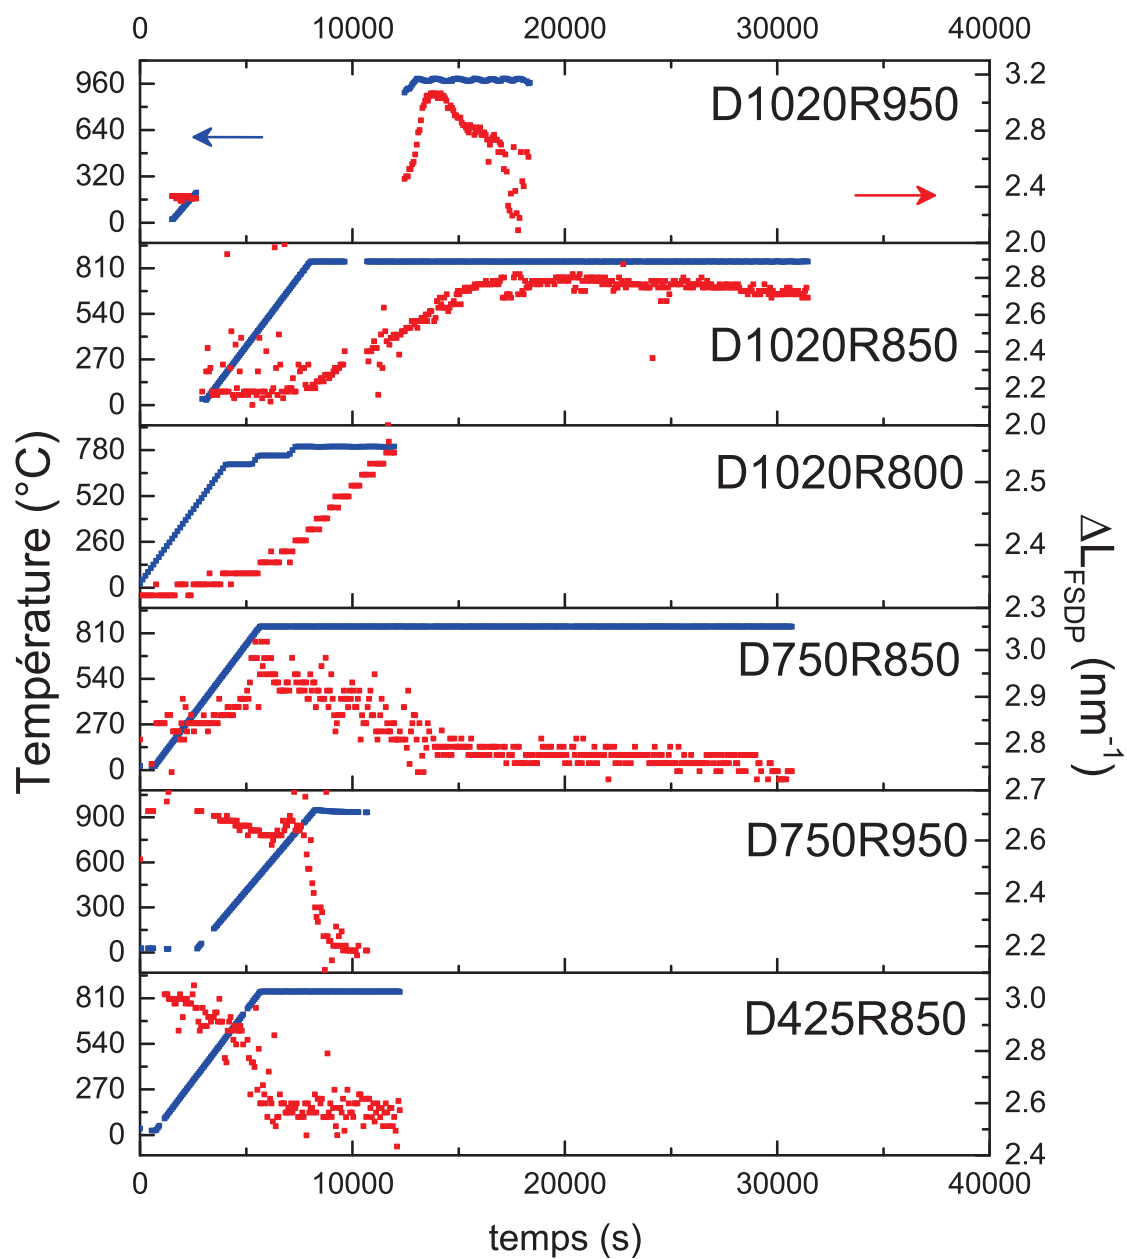 0 10000 20000 30000 40000
960 640 320 0
D1020R950
3.2 2.8 2.4 2.0
810 540 270 0
D1020R850
2.8 2.6 2.4 2.2 2.0
780 520 260 0
D1020R800
2.5 2.4 2.3
810 540 270 0
D750R850
3.0 2.9 2.8 2.7
900 600 300 0
D750R950
2.6 2.4 2.2
810 540 270 0
D425R850
3.0 2.8 2.6 2.4
Température (°C)
ΔL_FSDP (nm⁻¹)
0 10000 20000 30000 40000
temps (s)